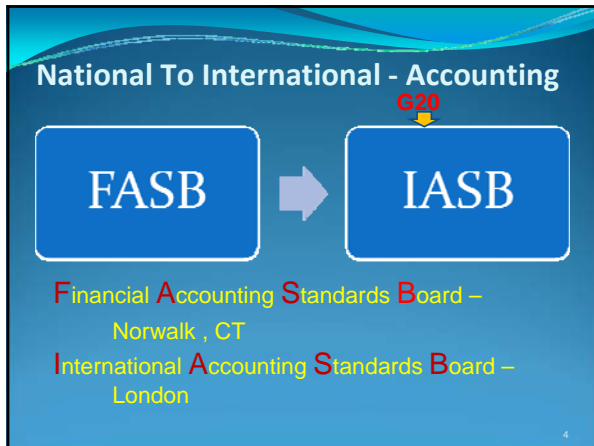 National To International - Accounting
G20
FASB
IASB
Financial Accounting Standards Board –
Norwalk , CT
International Accounting Standards Board –
London
4